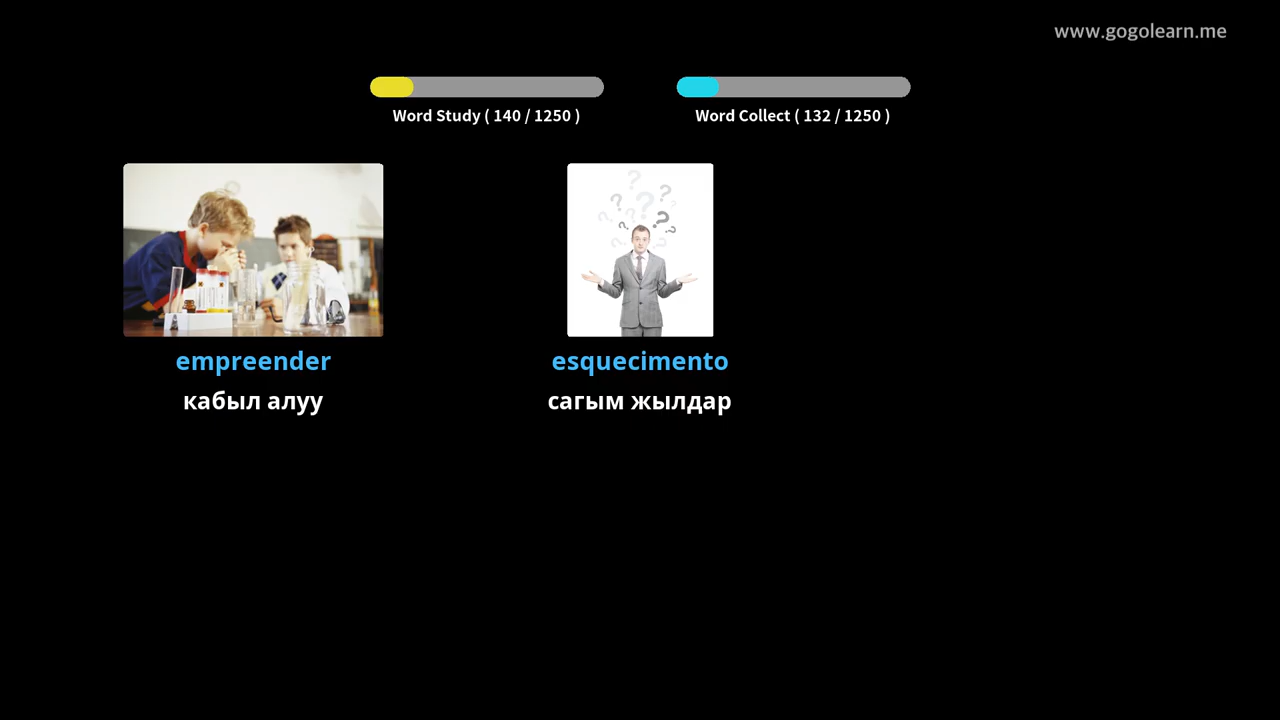 www.gogolearn.me
Word Study ( 140 / 1250 )
Word Collect ( 132 / 1250 )
empreender
esquecimento
кабыл алуу
сагым жылдар